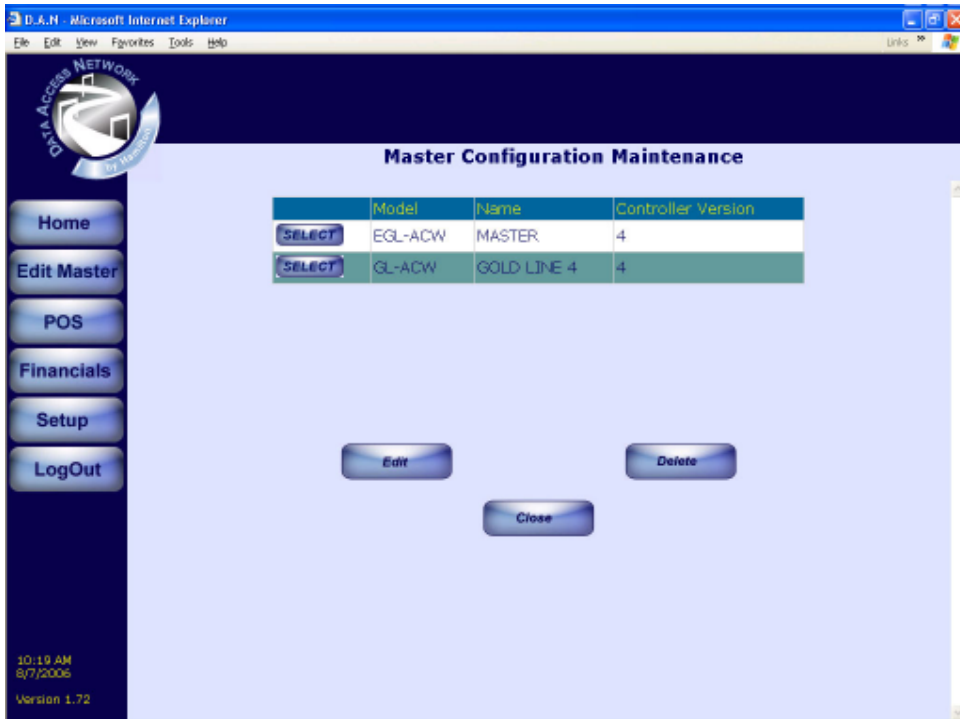 D.A.N - Microsoft Internet Explorer
File Edit View Favorites Tools Help
Links »
DATA ACCESS NETWORK
by Hamilton
Master Configuration Maintenance
Model Name Controller Version
SELECT EGL-ACW MASTER 4
SELECT GL-ACW GOLD LINE 4 4
Home
Edit Master
POS
Financials
Setup
LogOut
Edit
Delete
Close
10:19 AM
8/7/2006
Version 1.72